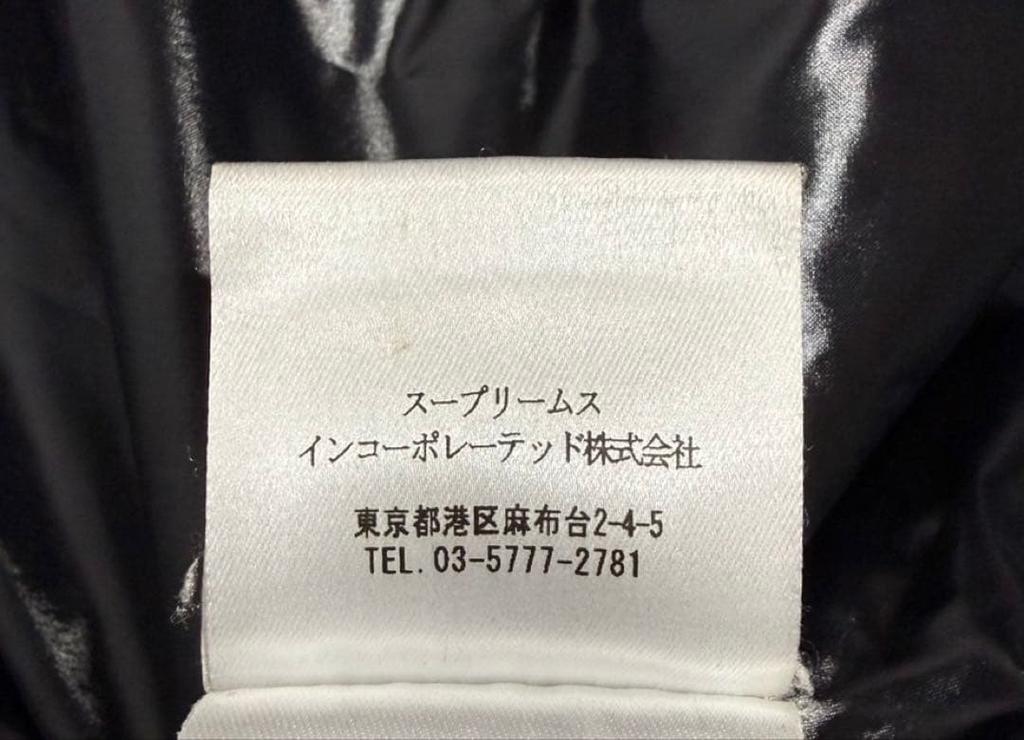 スープリームス
インコーポレーテッド株式会社
東京都港区麻布台2-4-5
TEL. 03-5777-2781